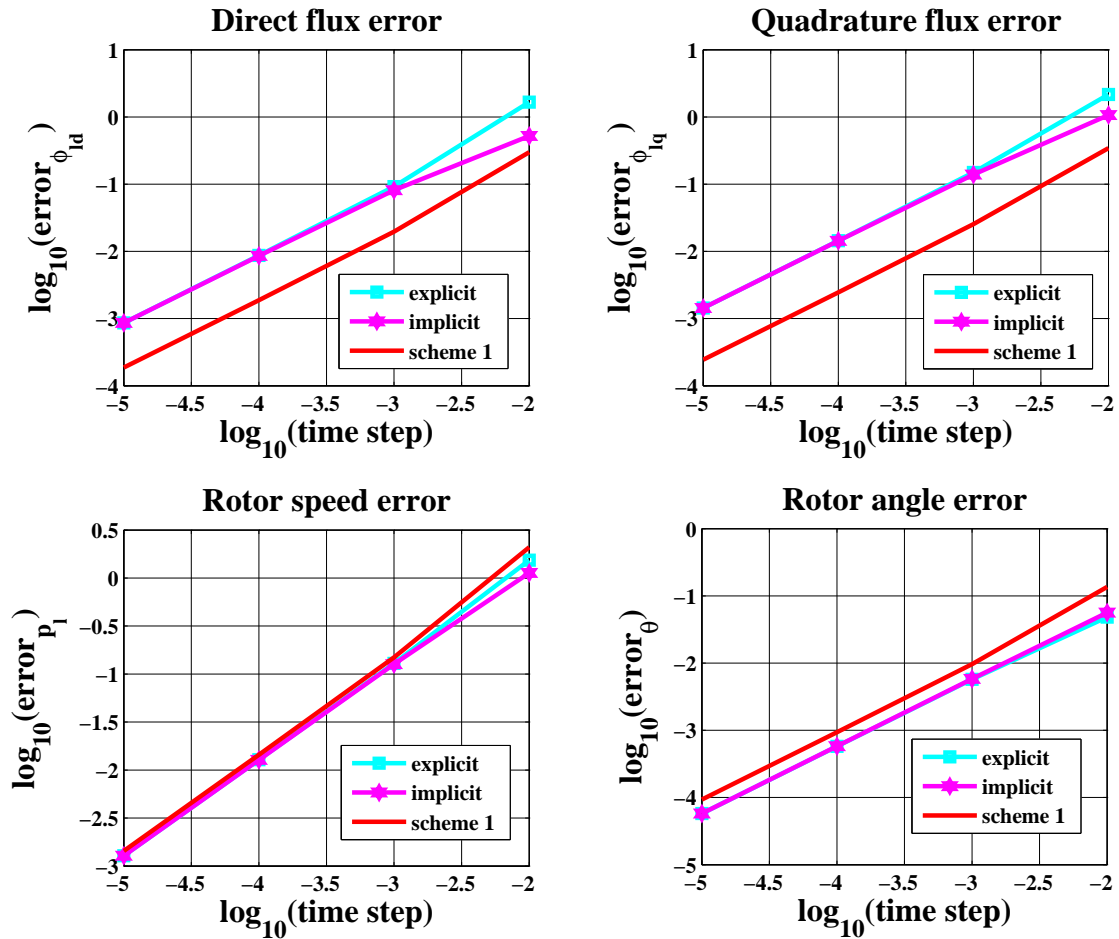 Direct flux error
1
0
−1
−2
−3
−4
log10(errorϕ1d)
−5 −4.5 −4 −3.5 −3 −2.5 −2
log10(time step)
explicit
implicit
scheme 1
Quadrature flux error
1
0
−1
−2
−3
−4
log10(errorϕ1q)
−5 −4.5 −4 −3.5 −3 −2.5 −2
log10(time step)
explicit
implicit
scheme 1
Rotor speed error
0.5
0
−0.5
−1
−1.5
−2
−2.5
−3
log10(errorp1)
−5 −4.5 −4 −3.5 −3 −2.5 −2
log10(time step)
explicit
implicit
scheme 1
Rotor angle error
0
−1
−2
−3
−4
−5
log10(errorθ)
−5 −4.5 −4 −3.5 −3 −2.5 −2
log10(time step)
explicit
implicit
scheme 1